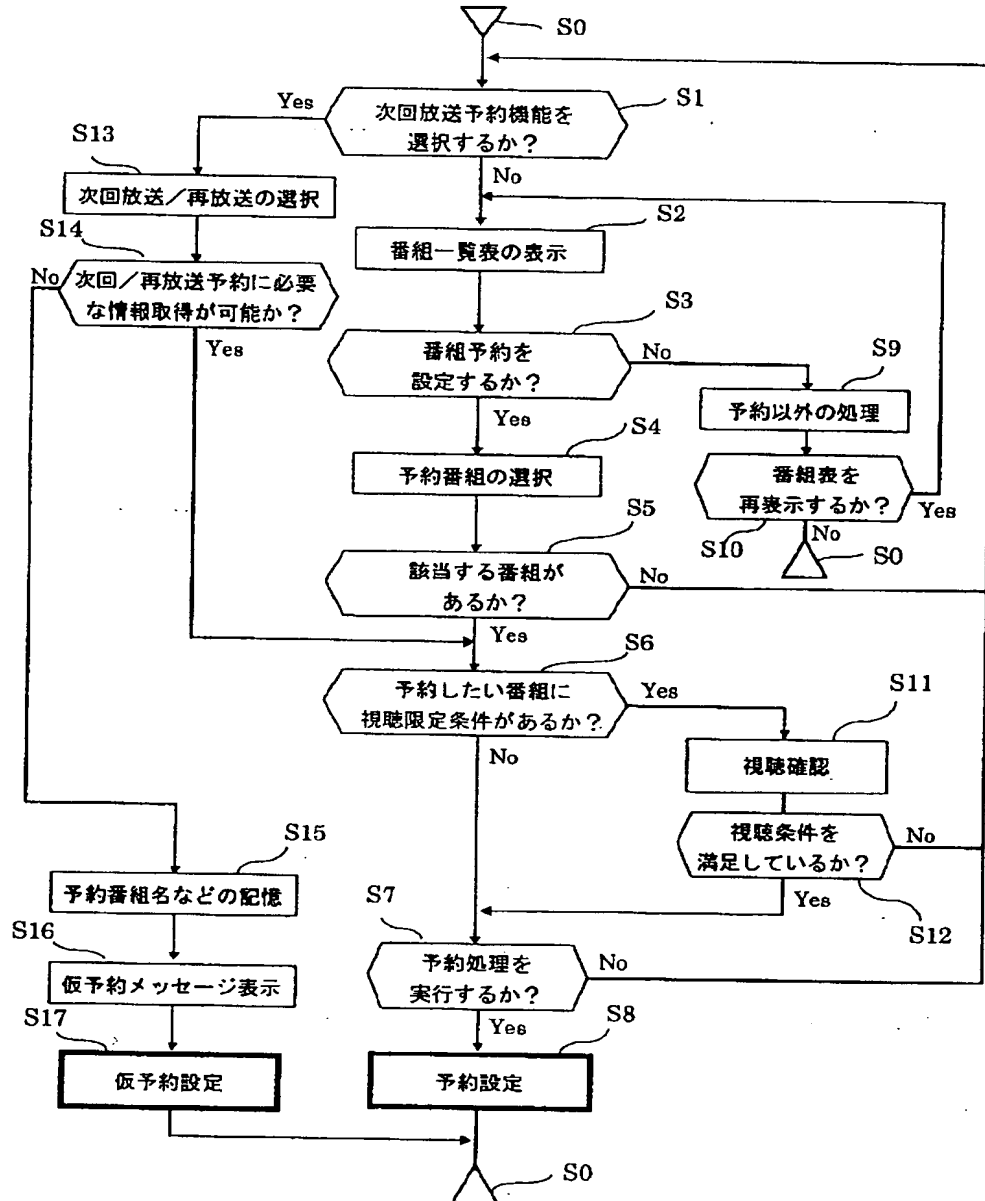 S0
S1
Yes
次回放送予約機能を
選択するか？
S13
No
次回放送／再放送の選択
S2
S14
番組一覧表の表示
No
次回／再放送予約に必要
な情報取得が可能か？
S3
Yes
番組予約を
設定するか？
No
S9
予約以外の処理
Yes
S4
予約番組の選択
番組表を
再表示するか？
Yes
S5
S10
No
S0
該当する番組が
あるか？
No
Yes
S6
予約したい番組に
視聴限定条件があるか？
Yes
S11
No
視聴確認
視聴条件を
満足しているか？
No
S15
予約番組名などの記憶
S7
Yes
S12
S16
予約処理を
実行するか？
No
仮予約メッセージ表示
S17
Yes
S8
仮予約設定
予約設定
S0